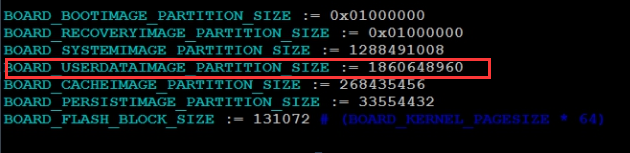 BOARD_BOOTIMAGE_PARTITION_SIZE := 0x01000000
BOARD_RECOVERYIMAGE_PARTITION_SIZE := 0x01000000
BOARD_SYSTEMIMAGE_PARTITION_SIZE := 1288491008
BOARD_USERDATAIMAGE_PARTITION_SIZE := 1860648960
BOARD_CACHEIMAGE_PARTITION_SIZE := 268435456
BOARD_PERSISTIMAGE_PARTITION_SIZE := 33554432
BOARD_FLASH_BLOCK_SIZE := 131072 # (BOARD_KERNEL_PAGESIZE * 64)